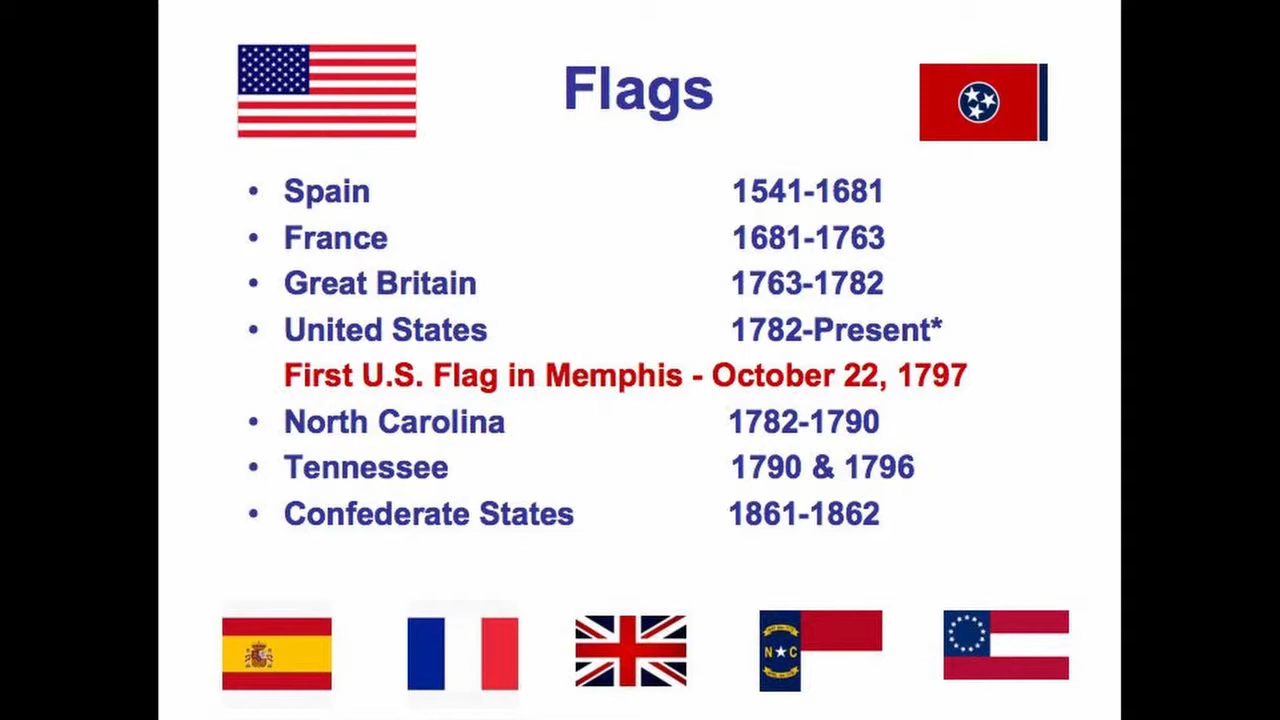 Flags
• Spain 1541-1681
• France 1681-1763
• Great Britain 1763-1782
• United States 1782-Present*
First U.S. Flag in Memphis - October 22, 1797
• North Carolina 1782-1790
• Tennessee 1790 & 1796
• Confederate States 1861-1862
N C